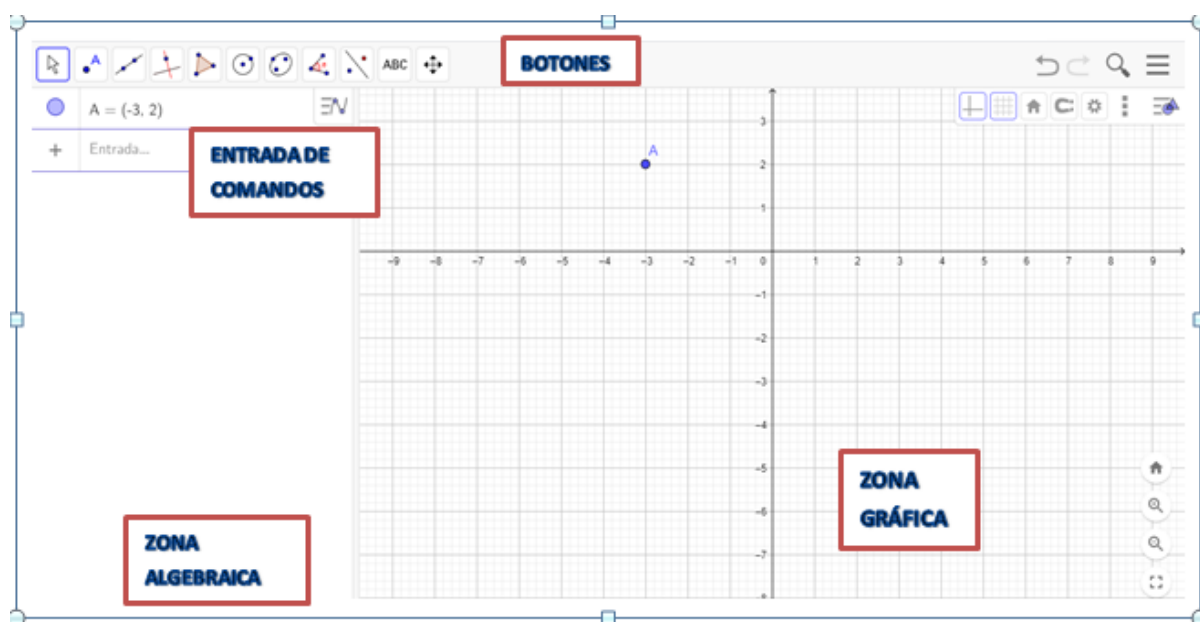 ABC
BOTONES
A = (-3, 2)
Entrada...
ENTRADA DE
COMANDOS
A
3
2
1
-9 -8 -7 -6 -5 -4 -3 -2 -1 0 1 2 3 4 5 6 7 8 9
-1
-2
-3
-4
-5
-6
-7
ZONA
GRÁFICA
ZONA
ALGEBRAICA